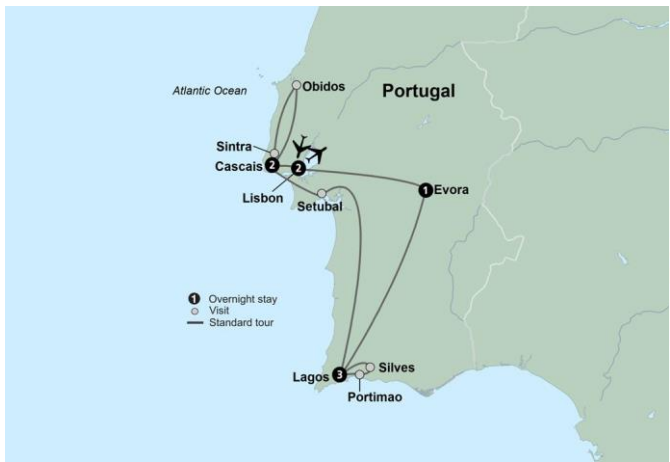 Obidos
Atlantic Ocean
Portugal
Sintra
Cascais
2
2
Lisbon
1
Evora
Setubal
1 Overnight stay
Visit
Standard tour
Lagos
3
Silves
Portimao